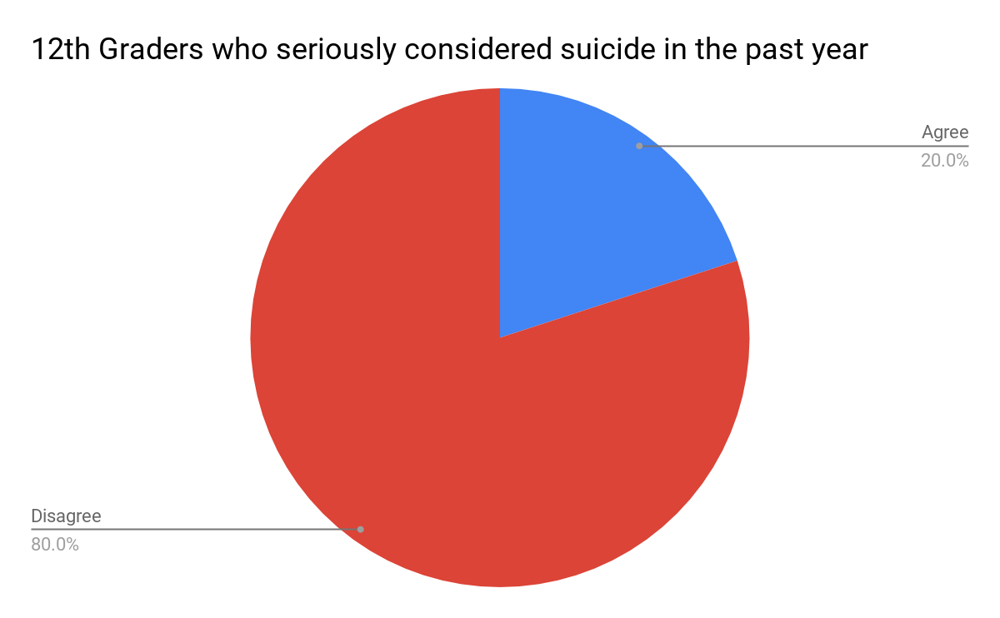 12th Graders who seriously considered suicide in the past year
Agree
20.0%
Disagree
80.0%